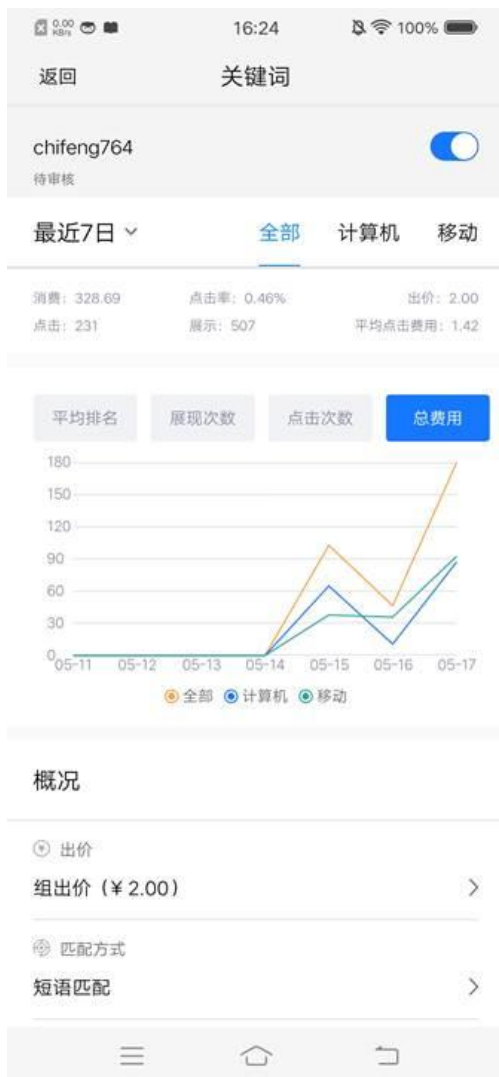 0.00 KB/s 16:24 100%
返回 关键词
chifeng764
待审核
最近7日 全部 计算机 移动
消费: 328.69 点击率: 0.46% 出价: 2.00
点击: 231 展示: 507 平均点击费用: 1.42
平均排名 展现次数 点击次数 总费用
180
150
120
90
60
30
0
05-11 05-12 05-13 05-14 05-15 05-16 05-17
全部 计算机 移动
概况
出价
组出价 (¥ 2.00)
匹配方式
短语匹配